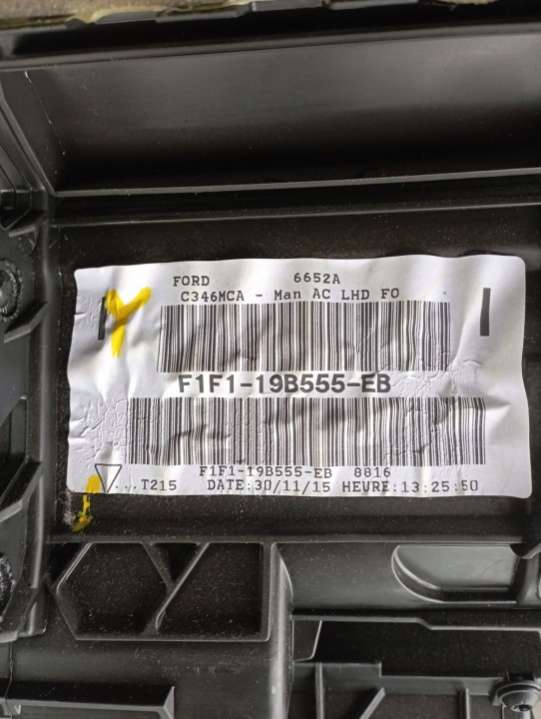 FORD 6652A
C346MCA - Man AC LHD FO
F1F1-19B555-EB
F1F1-19B555-EB 8816
...T215 DATE:30/11/15 HEURE:13:25:50